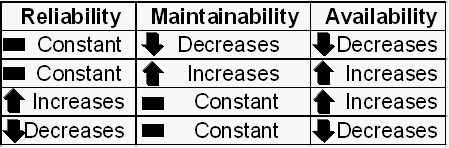 Reliability Maintainability Availability
Constant Decreases Decreases
Constant Increases Increases
Increases Constant Increases
Decreases Constant Decreases